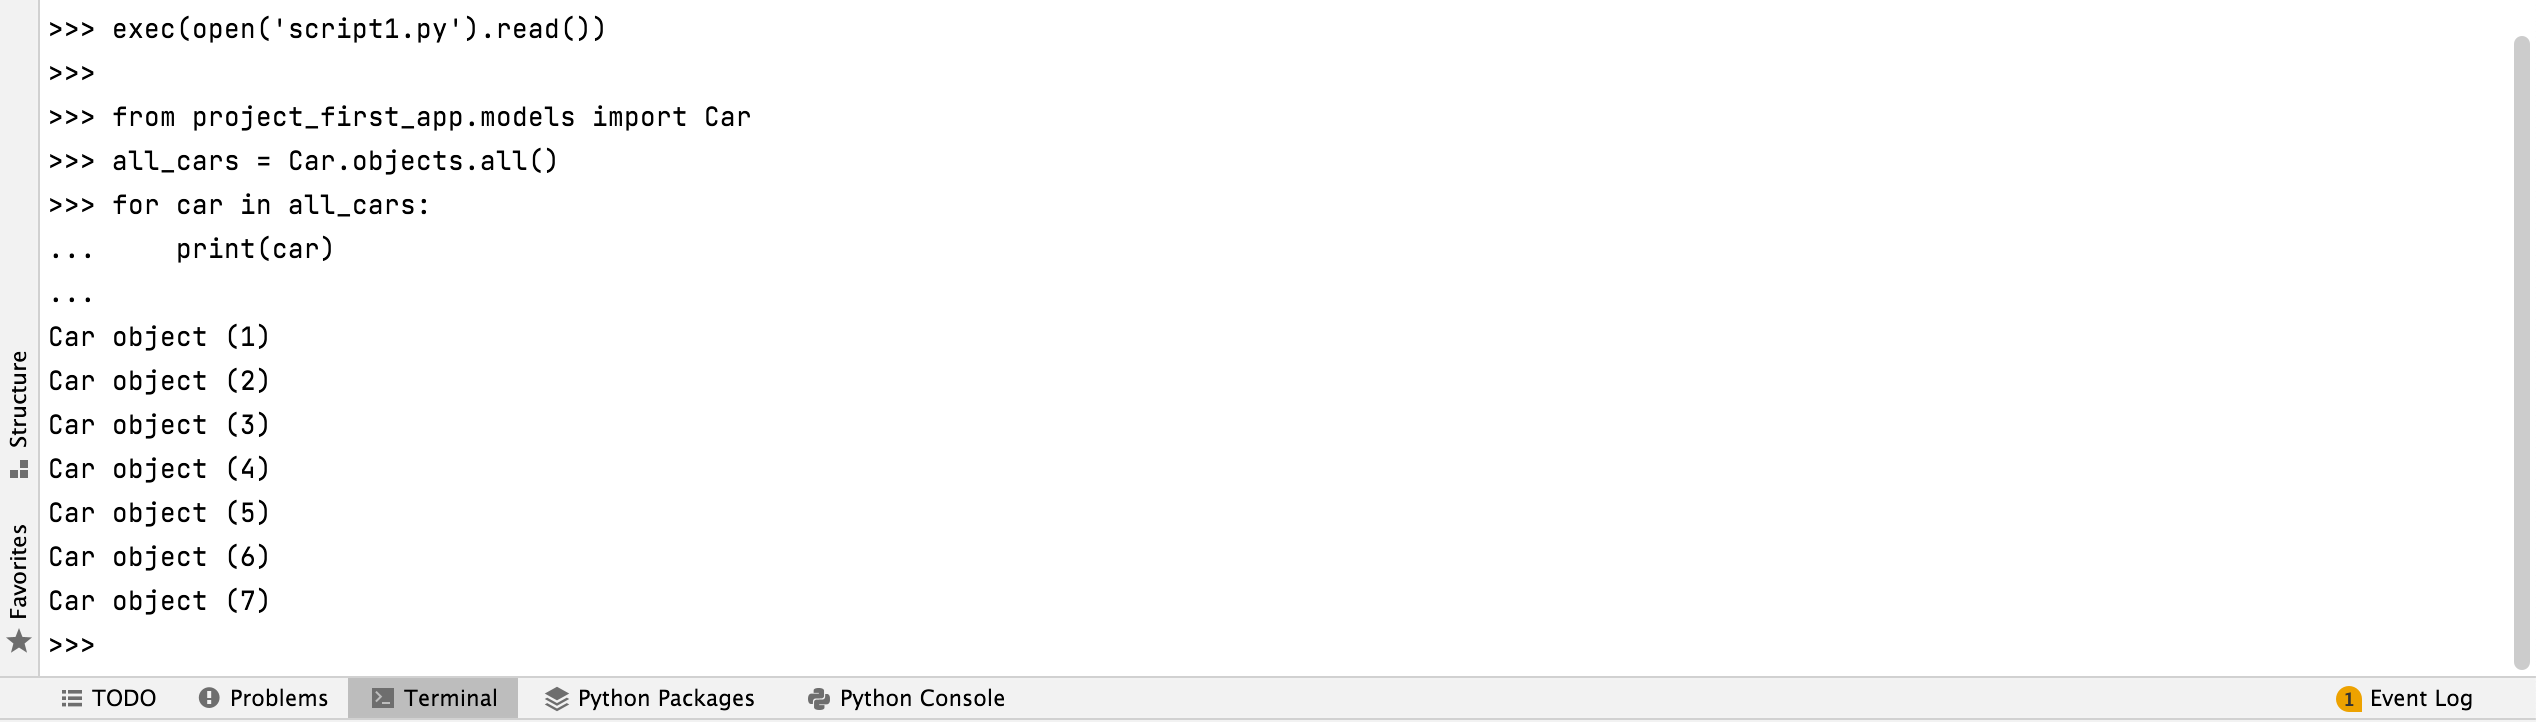 >>> exec(open('script1.py').read())
>>>
>>> from project_first_app.models import Car
>>> all_cars = Car.objects.all()
>>> for car in all_cars:
...     print(car)
...
Car object (1)
Car object (2)
Car object (3)
Car object (4)
Car object (5)
Car object (6)
Car object (7)
>>>
Structure
Favorites
TODO Problems Terminal Python Packages Python Console 1 Event Log